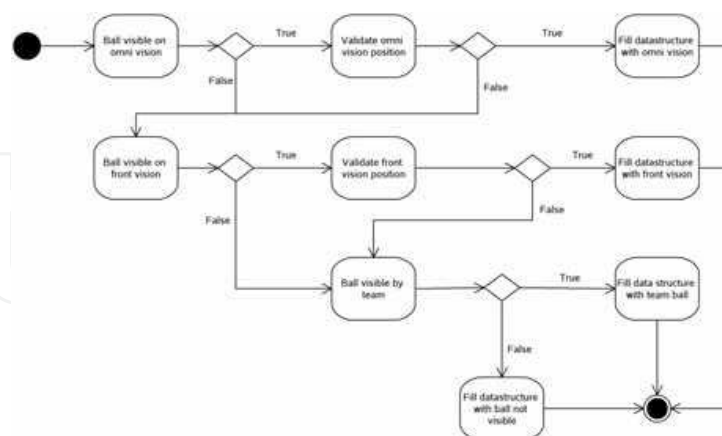 Ball visible on
omni vision
True
Validate omni
vision position
True
Fill datastructure
with omni vision
False
False
Ball visible on
front vision
True
Validate front
vision position
True
Fill datastructure
with front vision
False
False
Ball visible by
team
True
Fill data structure
with team ball
False
Fill datastructure
with ball not
visible